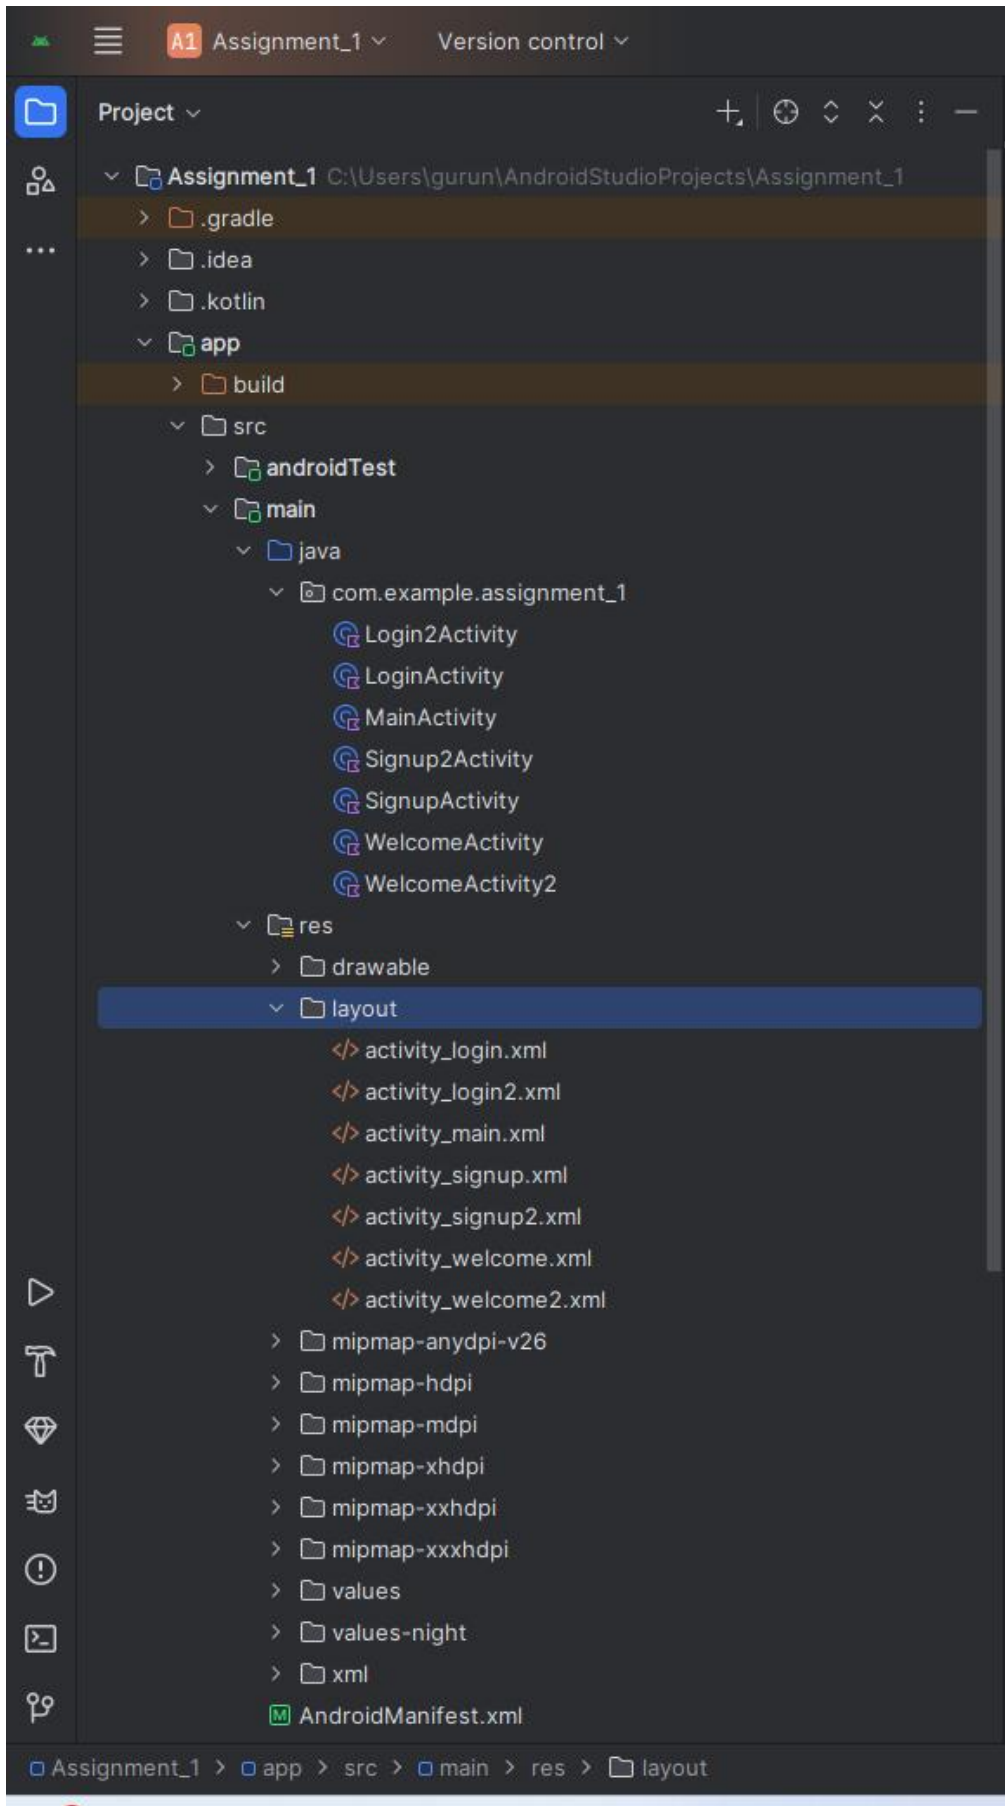 A1 Assignment_1 Version control
Project
Assignment_1 C:\Users\gurun\AndroidStudioProjects\Assignment_1
.gradle
.idea
.kotlin
app
build
src
androidTest
main
java
com.example.assignment_1
Login2Activity
LoginActivity
MainActivity
Signup2Activity
SignupActivity
WelcomeActivity
WelcomeActivity2
res
drawable
layout
activity_login.xml
activity_login2.xml
activity_main.xml
activity_signup.xml
activity_signup2.xml
activity_welcome.xml
activity_welcome2.xml
mipmap-anydpi-v26
mipmap-hdpi
mipmap-mdpi
mipmap-xhdpi
mipmap-xxhdpi
mipmap-xxxhdpi
values
values-night
xml
M AndroidManifest.xml
Assignment_1 > app > src > main > res > layout